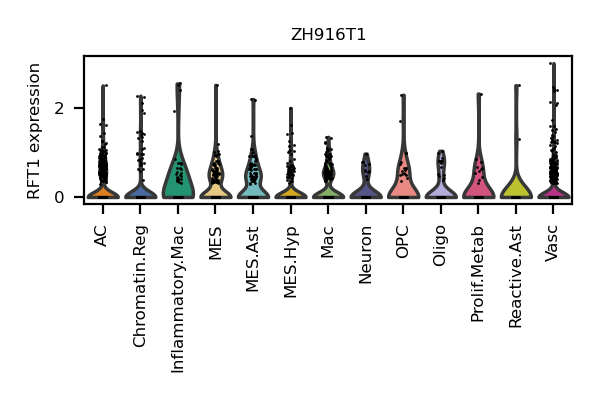 ZH916T1
RFT1 expression
2
0
AC
Chromatin.Reg
Inflammatory.Mac
MES
MES.Ast
MES.Hyp
Mac
Neuron
OPC
Oligo
Prolif.Metab
Reactive.Ast
Vasc